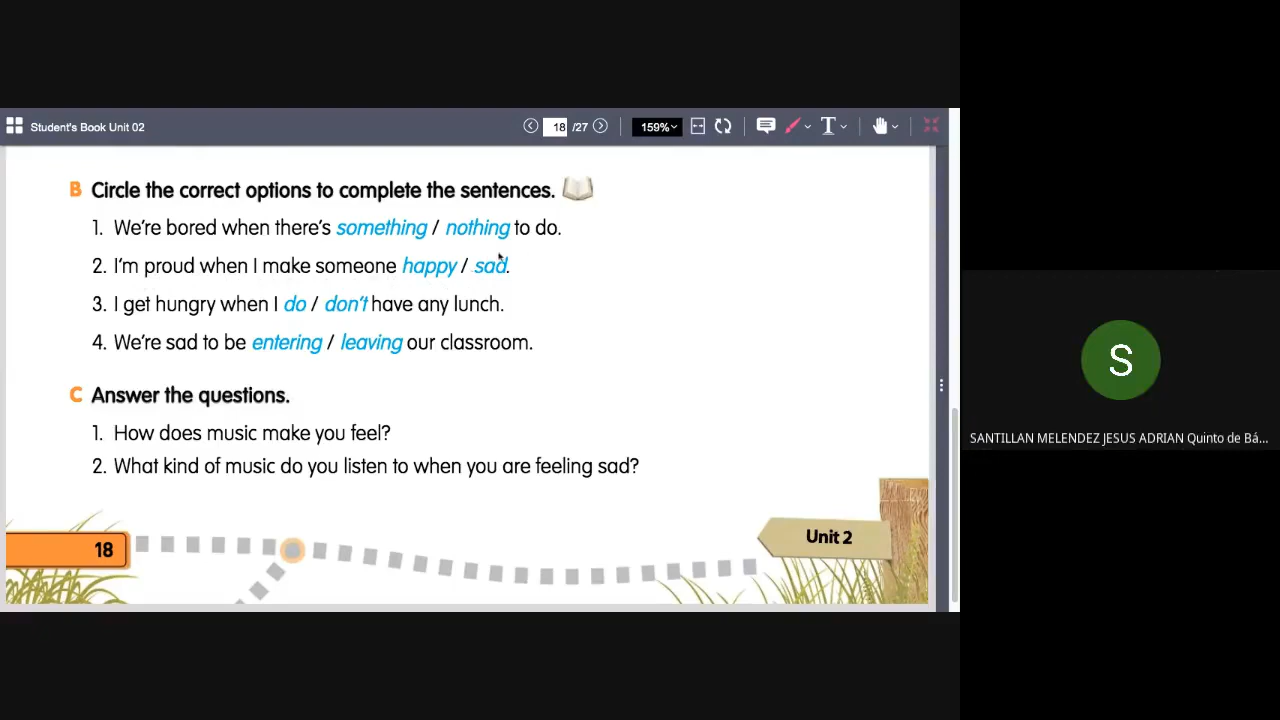 Student's Book Unit 02
18 /27
159%
T
B Circle the correct options to complete the sentences.
1. We're bored when there's something / nothing to do.
2. I'm proud when I make someone happy / sad.
3. I get hungry when I do / don't have any lunch.
4. We're sad to be entering / leaving our classroom.
C Answer the questions.
1. How does music make you feel?
2. What kind of music do you listen to when you are feeling sad?
18
Unit 2
S
SANTILLAN MELENDEZ JESUS ADRIAN Quinto de Bá...